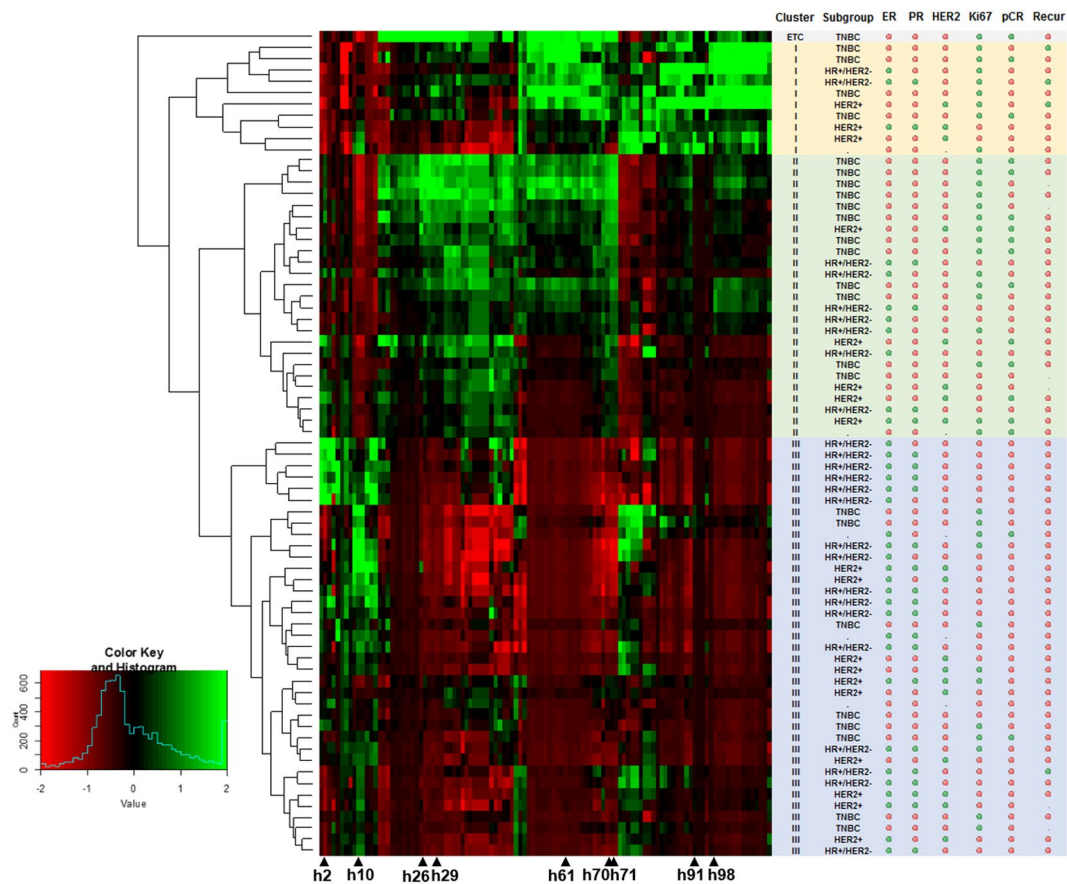 Cluster Subgroup ER PR HER2 Ki67 pCR Recur
ETC TNBC
I TNBC
I TNBC
I HR+/HER2-
I HR+/HER2-
I TNBC
I HER2+
I TNBC
I HER2+
I HER2+
I . .
II TNBC
II TNBC
II TNBC .
II TNBC
II TNBC .
II TNBC
II HER2+
II TNBC
II TNBC
II HR+/HER2-
II HR+/HER2-
II TNBC
II TNBC
II HR+/HER2-
II HR+/HER2-
II HR+/HER2-
II HER2+
II HR+/HER2-
II TNBC
II TNBC .
II HER2+ .
II HER2+
II HR+/HER2-
II HER2+
II . . .
III HR+/HER2-
III HR+/HER2-
III HR+/HER2-
III HR+/HER2-
III HR+/HER2-
III HR+/HER2-
III TNBC
III TNBC
III . .
III HR+/HER2-
III HR+/HER2-
III HER2+
III HER2+
III HR+/HER2-
III HR+/HER2-
III HR+/HER2-
III TNBC
III . .
III HR+/HER2-
III HER2+
III HER2+
III HER2+
III HER2+
III . .
III TNBC
III TNBC
III TNBC
III HR+/HER2-
III HER2+
III HR+/HER2-
III HR+/HER2-
III HER2+
III HER2+ .
III TNBC
III TNBC .
III HER2+
III HR+/HER2-
Color Key
and Histogram
Count
0 200 400 600
-2 -1 0 1 2
Value
h2 h10 h26 h29 h61 h70 h71 h91 h98